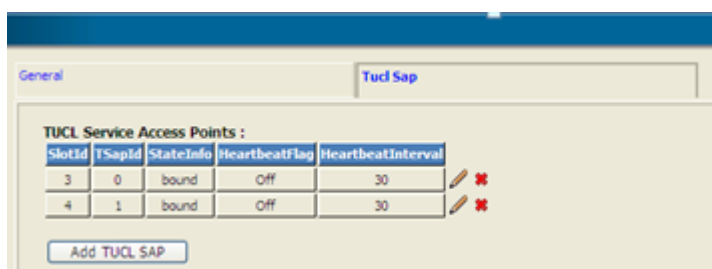 General Tucl Sap
TUCL Service Access Points :
SlotId TSapId StateInfo HeartbeatFlag HeartbeatInterval
3 0 bound Off 30
4 1 bound Off 30
Add TUCL SAP